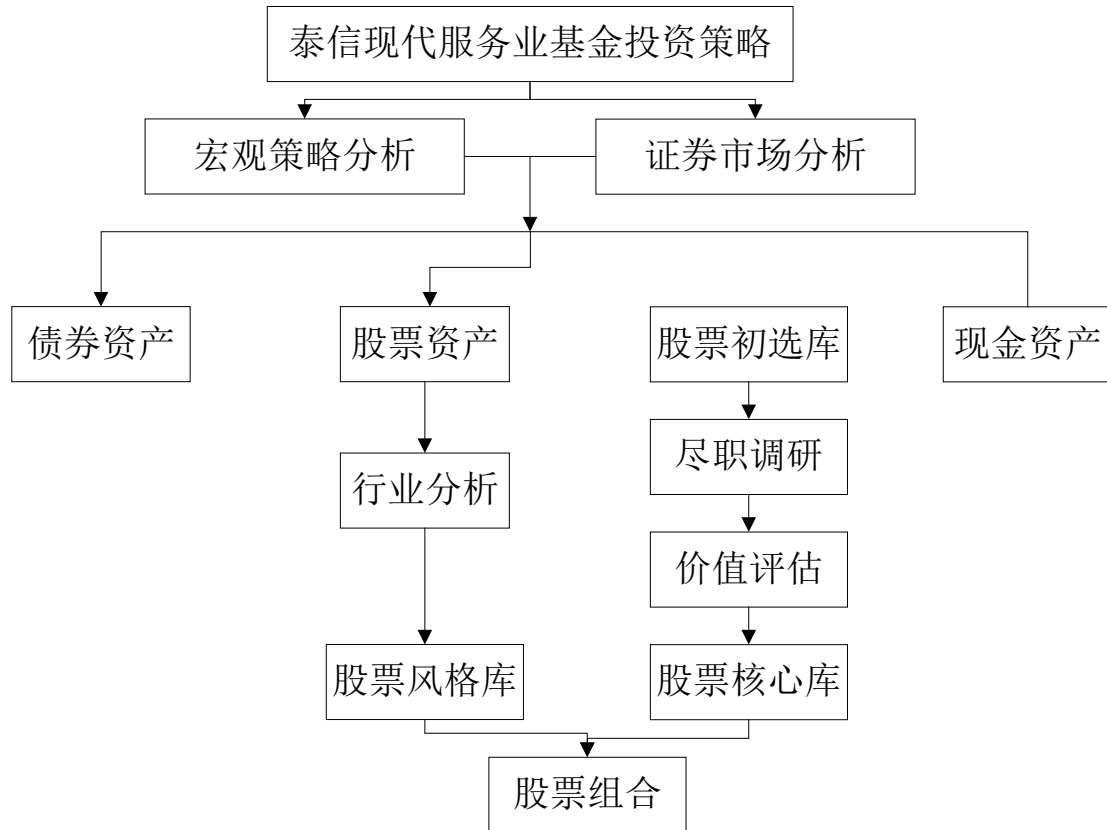 泰信现代服务业基金投资策略
宏观策略分析
证券市场分析
债券资产
股票资产
股票初选库
现金资产
行业分析
尽职调研
价值评估
股票风格库
股票核心库
股票组合